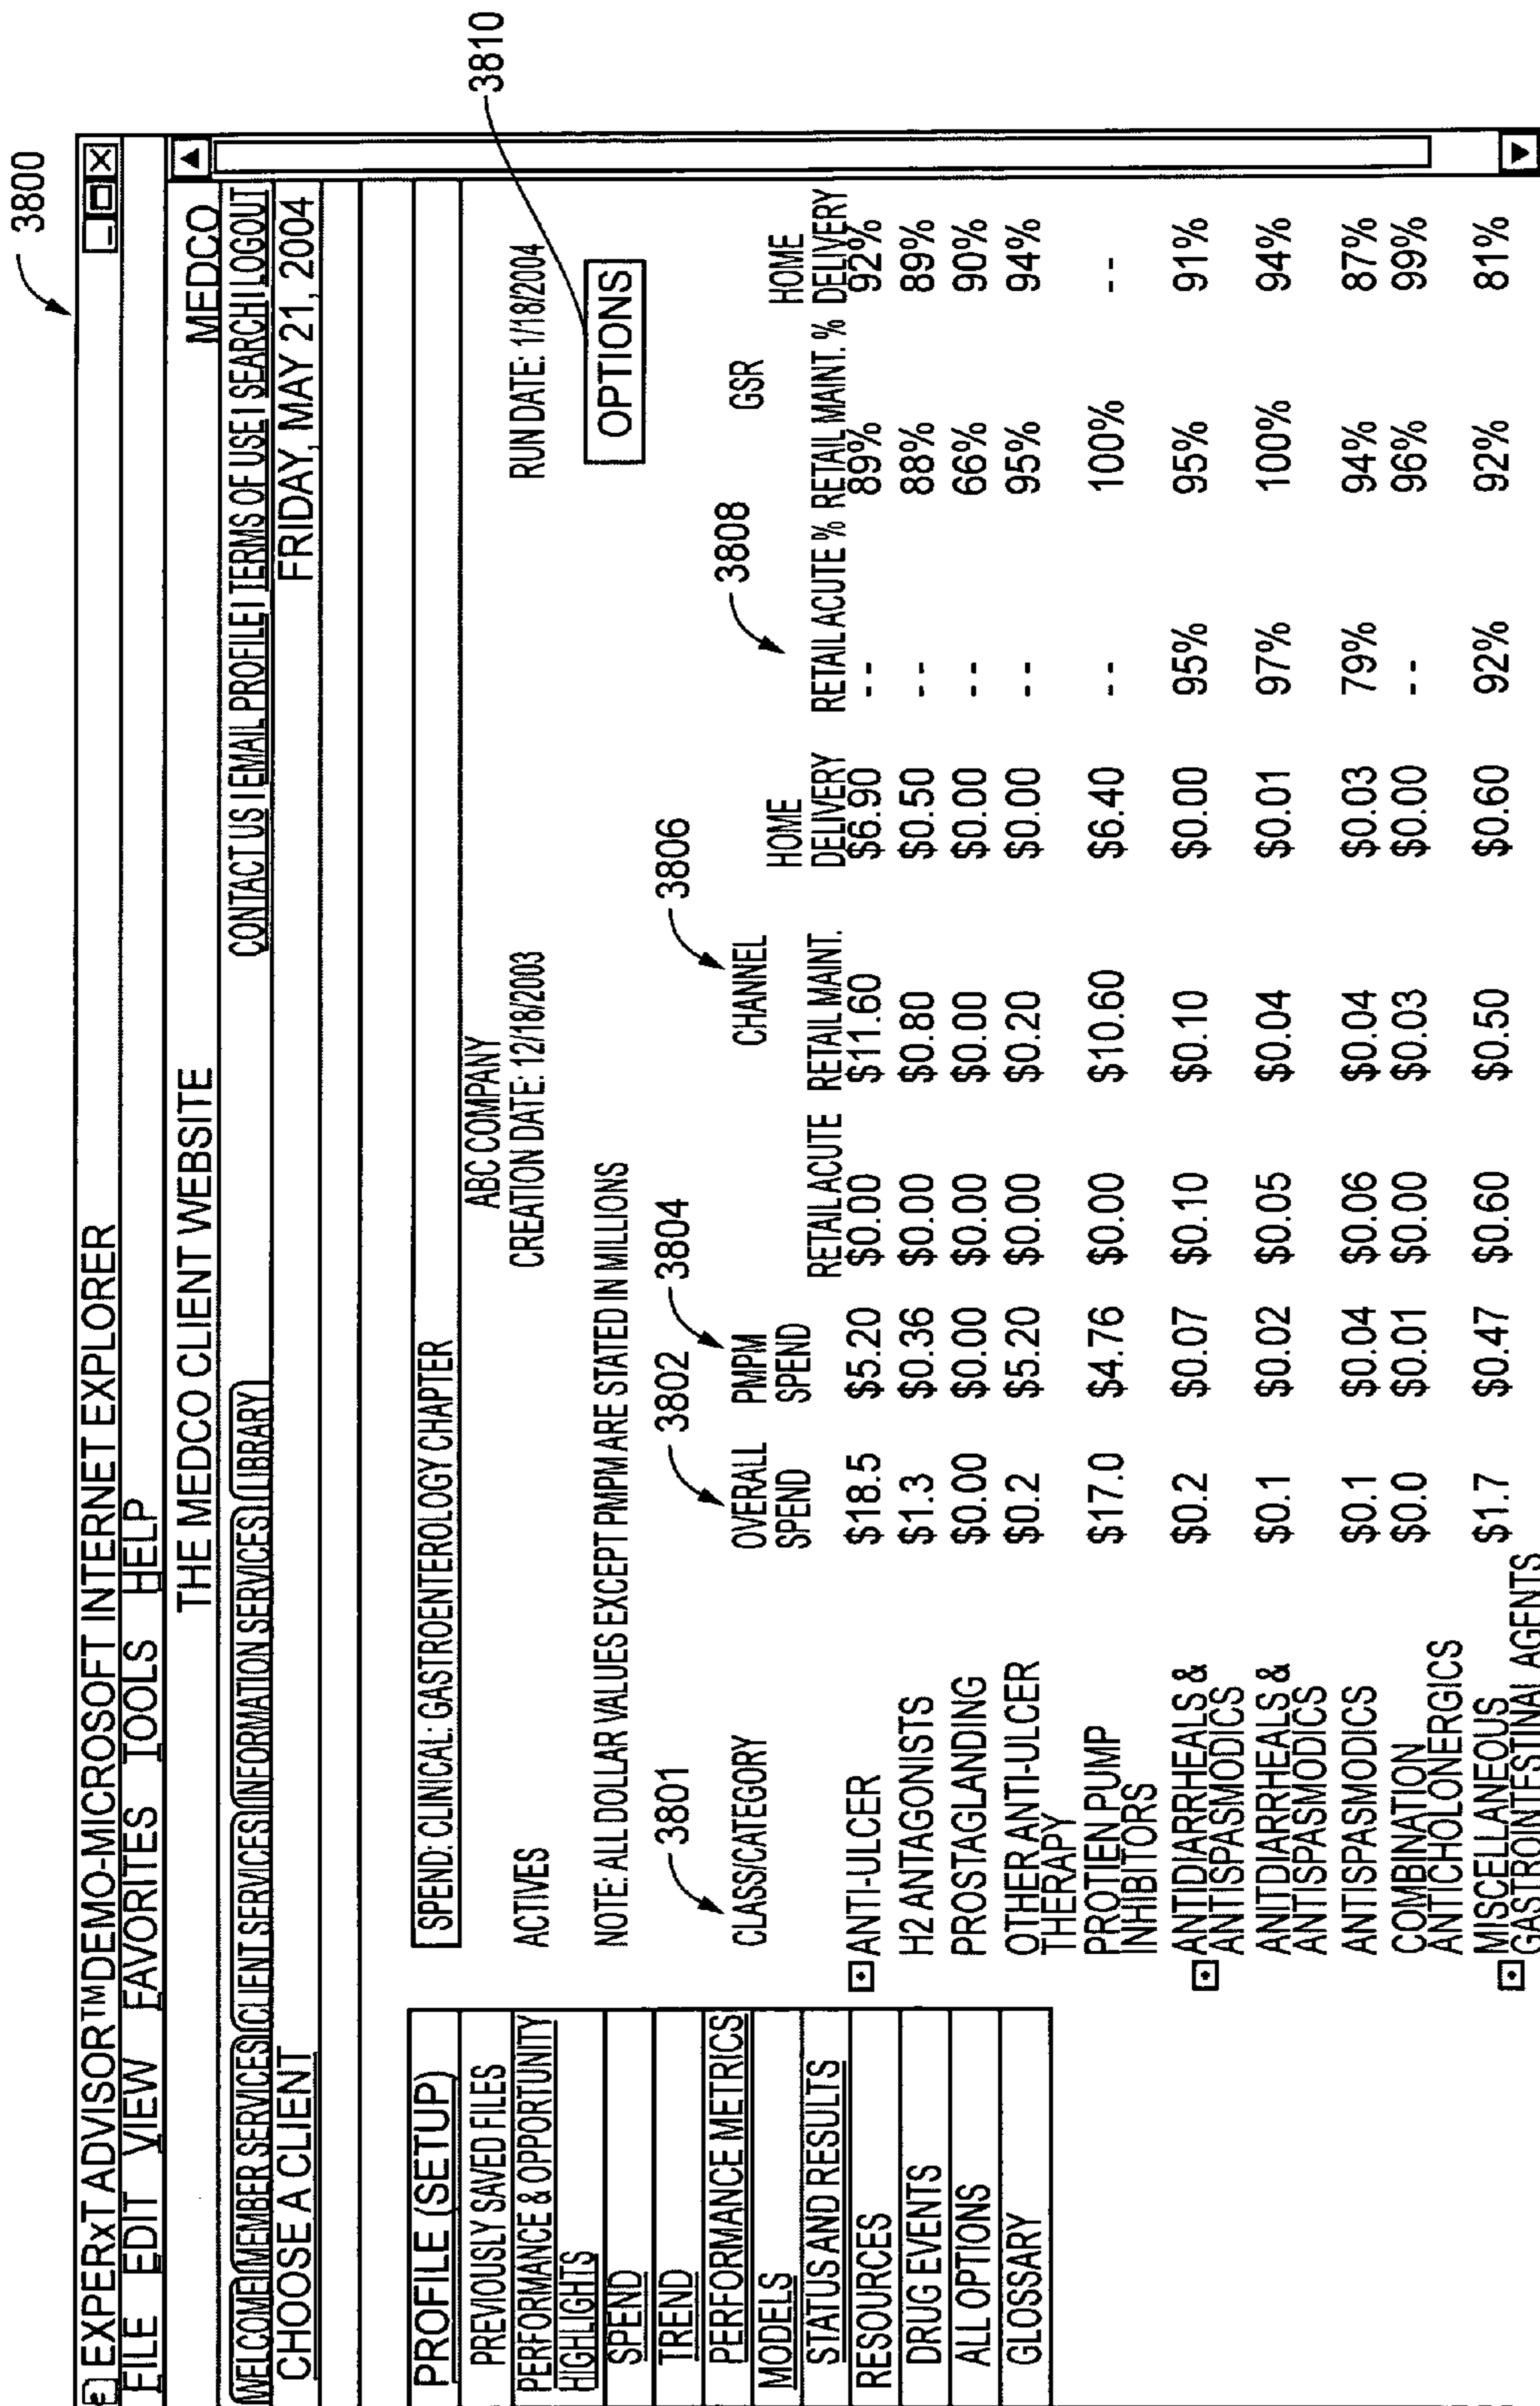 3800
EXPERxT ADVISOR™DEMO-MICROSOFT INTERNET EXPLORER
FILE EDIT VIEW FAVORITES TOOLS HELP
THE MEDCO CLIENT WEBSITE MEDCO
WELCOME MEMBER SERVICES CLIENT SERVICES INFORMATION SERVICES LIBRARY CONTACT US | EMAIL PROFILE | TERMS OF USE | SEARCH | LOGOUT
CHOOSE A CLIENT FRIDAY, MAY 21, 2004
PROFILE (SETUP)
PREVIOUSLY SAVED FILES
PERFORMANCE & OPPORTUNITY
HIGHLIGHTS
SPEND
TREND
PERFORMANCE METRICS
MODELS
STATUS AND RESULTS
RESOURCES
DRUG EVENTS
ALL OPTIONS
GLOSSARY
SPEND: CLINICAL: GASTROENTEROLOGY CHAPTER
ABC COMPANY
ACTIVES CREATION DATE: 12/18/2003 RUN DATE: 1/18/2004
3810
NOTE: ALL DOLLAR VALUES EXCEPT PMPM ARE STATED IN MILLIONS OPTIONS
3801 3802 3804 3806 3808
CLASS/CATEGORY OVERALL PMPM CHANNEL GSR
SPEND SPEND HOME HOME
RETAIL ACUTE RETAIL MAINT. DELIVERY RETAIL ACUTE % RETAIL MAINT. % DELIVERY
ANTI-ULCER $18.5 $5.20 $0.00 $11.60 $6.90 -- 89% 92%
H2 ANTAGONISTS $1.3 $0.36 $0.00 $0.80 $0.50 -- 88% 89%
PROSTAGLANDING $0.00 $0.00 $0.00 $0.00 $0.00 -- 66% 90%
OTHER ANTI-ULCER $0.2 $5.20 $0.00 $0.20 $0.00 -- 95% 94%
THERAPY
PROTIEN PUMP $17.0 $4.76 $0.00 $10.60 $6.40 -- 100% --
INHIBITORS
ANTIDIARRHEALS & $0.2 $0.07 $0.10 $0.10 $0.00 95% 95% 91%
ANTISPASMODICS
ANITDIARRHEALS & $0.1 $0.02 $0.05 $0.04 $0.01 97% 100% 94%
ANTISPASMODICS
ANTISPASMODICS $0.1 $0.04 $0.06 $0.04 $0.03 79% 94% 87%
COMBINATION $0.0 $0.01 $0.00 $0.03 $0.00 -- 96% 99%
ANTICHOLONERGICS
MISCELLANEOUS $1.7 $0.47 $0.60 $0.50 $0.60 92% 92% 81%
GASTROINTESTINAL AGENTS